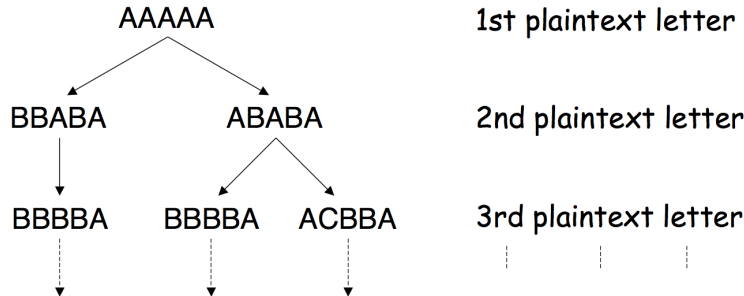 AAAAA 1st plaintext letter
BBABA ABABA 2nd plaintext letter
BBBBA BBBBA ACBBA 3rd plaintext letter